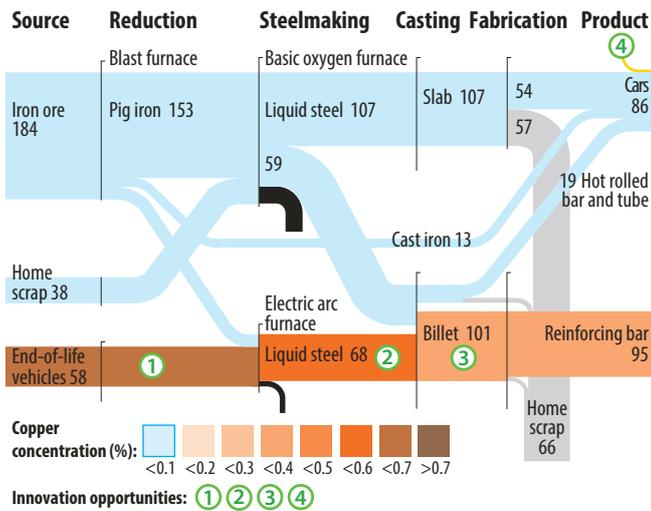 Source Reduction Steelmaking Casting Fabrication Product
4
Blast furnace
Basic oxygen furnace
Iron ore
184
Pig iron 153
Liquid steel 107
Slab 107
54
Cars
86
57
59
19 Hot rolled
bar and tube
Cast iron 13
Home
scrap 38
Electric arc
furnace
End-of-life
vehicles 58
1
Liquid steel 68
2
Billet 101
3
Reinforcing bar
95
Home
scrap
66
Copper
concentration (%):
<0.1 <0.2 <0.3 <0.4 <0.5 <0.6 <0.7 >0.7
Innovation opportunities: 1 2 3 4